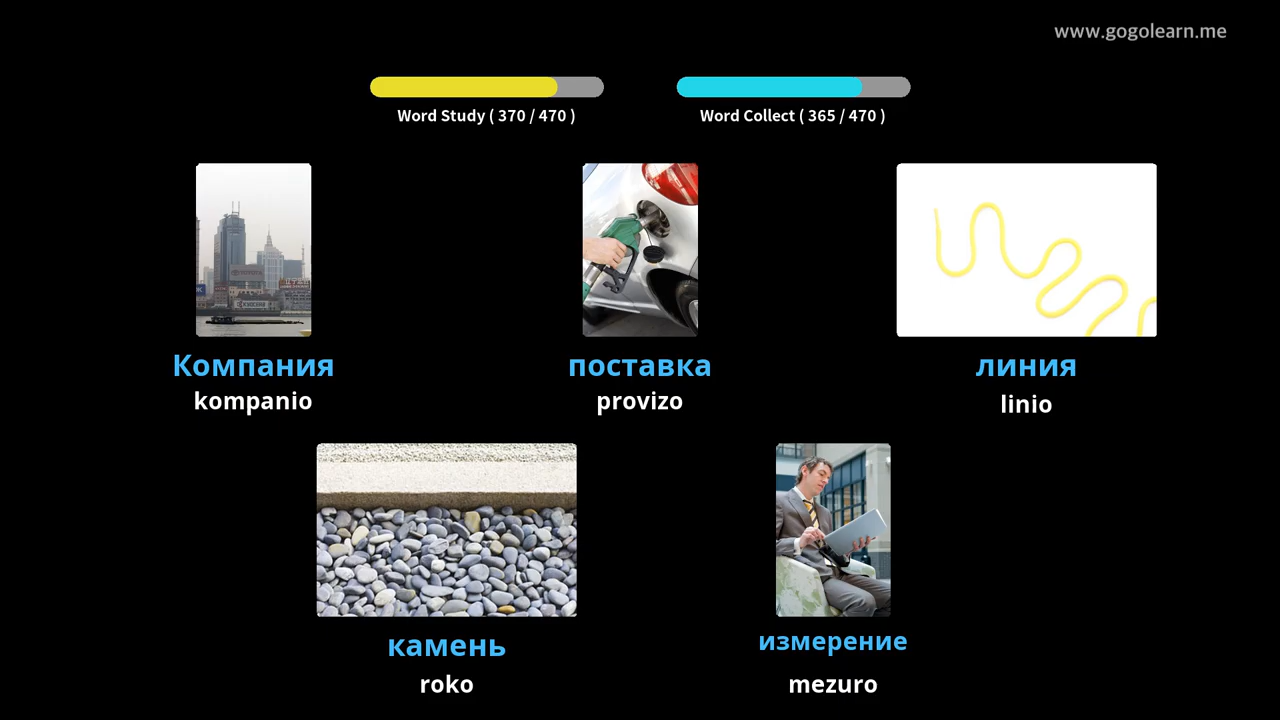 www.gogolearn.me
Word Study ( 370 / 470 )
Word Collect ( 365 / 470 )
Компания
kompanio
поставка
provizo
линия
linio
камень
roko
измерение
mezuro